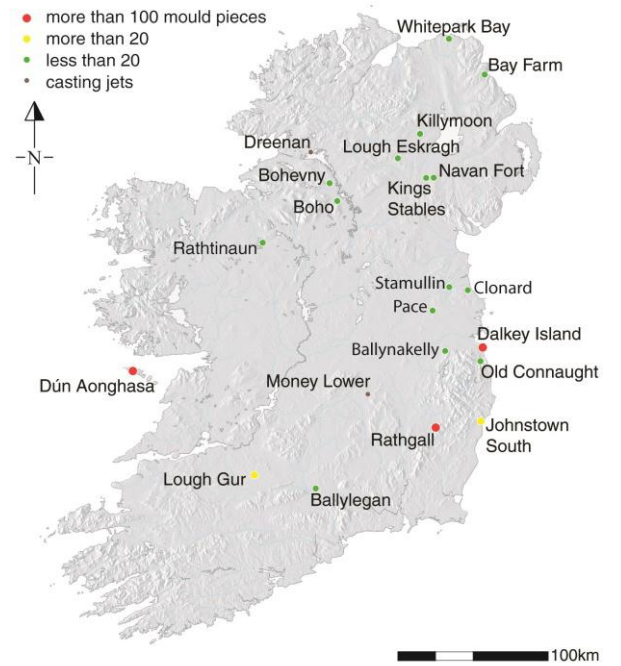 more than 100 mould pieces
more than 20
less than 20
casting jets
N
Whitepark Bay
Bay Farm
Killymoon
Dreenan
Lough Eskragh
Bohevny
Navan Fort
Kings
Stables
Boho
Rathtinaun
Stamullin
Clonard
Pace
Dalkey Island
Ballynakelly
Old Connaught
Dún Aonghasa
Money Lower
Johnstown
South
Rathgall
Lough Gur
Ballylegan
100km